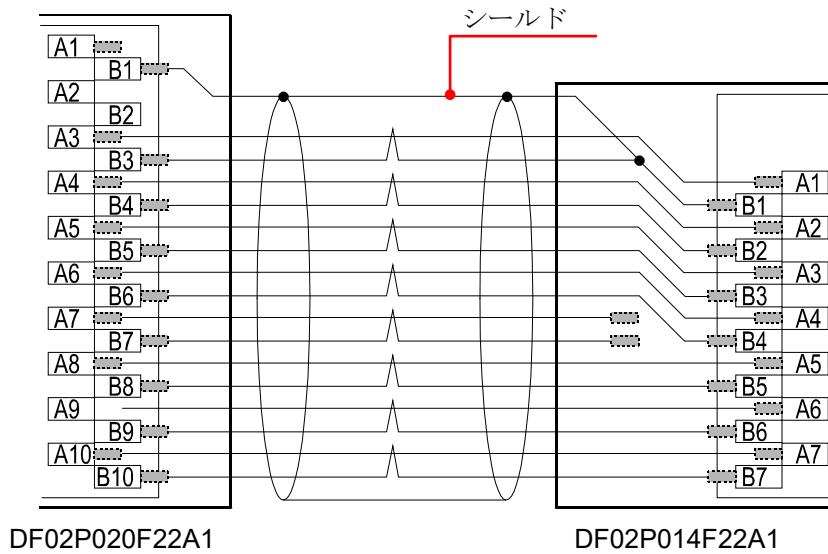 シールド
A1
B1
A2
B2
A3
B3
A4
B4
A5
B5
A6
B6
A7
B7
A8
B8
A9
B9
A10
B10
A1
B1
A2
B2
A3
B3
A4
B4
A5
B5
A6
B6
A7
B7
DF02P020F22A1
DF02P014F22A1